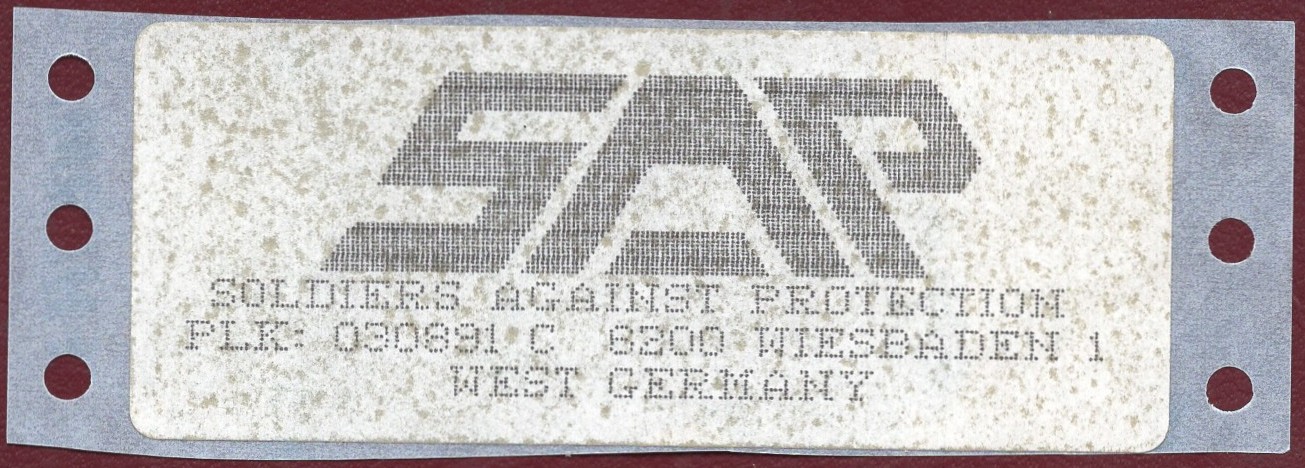 SAP
SOLDIERS AGAINST PROTECTION
PLK: 030891 C 6200 WIESBADEN 1
WEST GERMANY